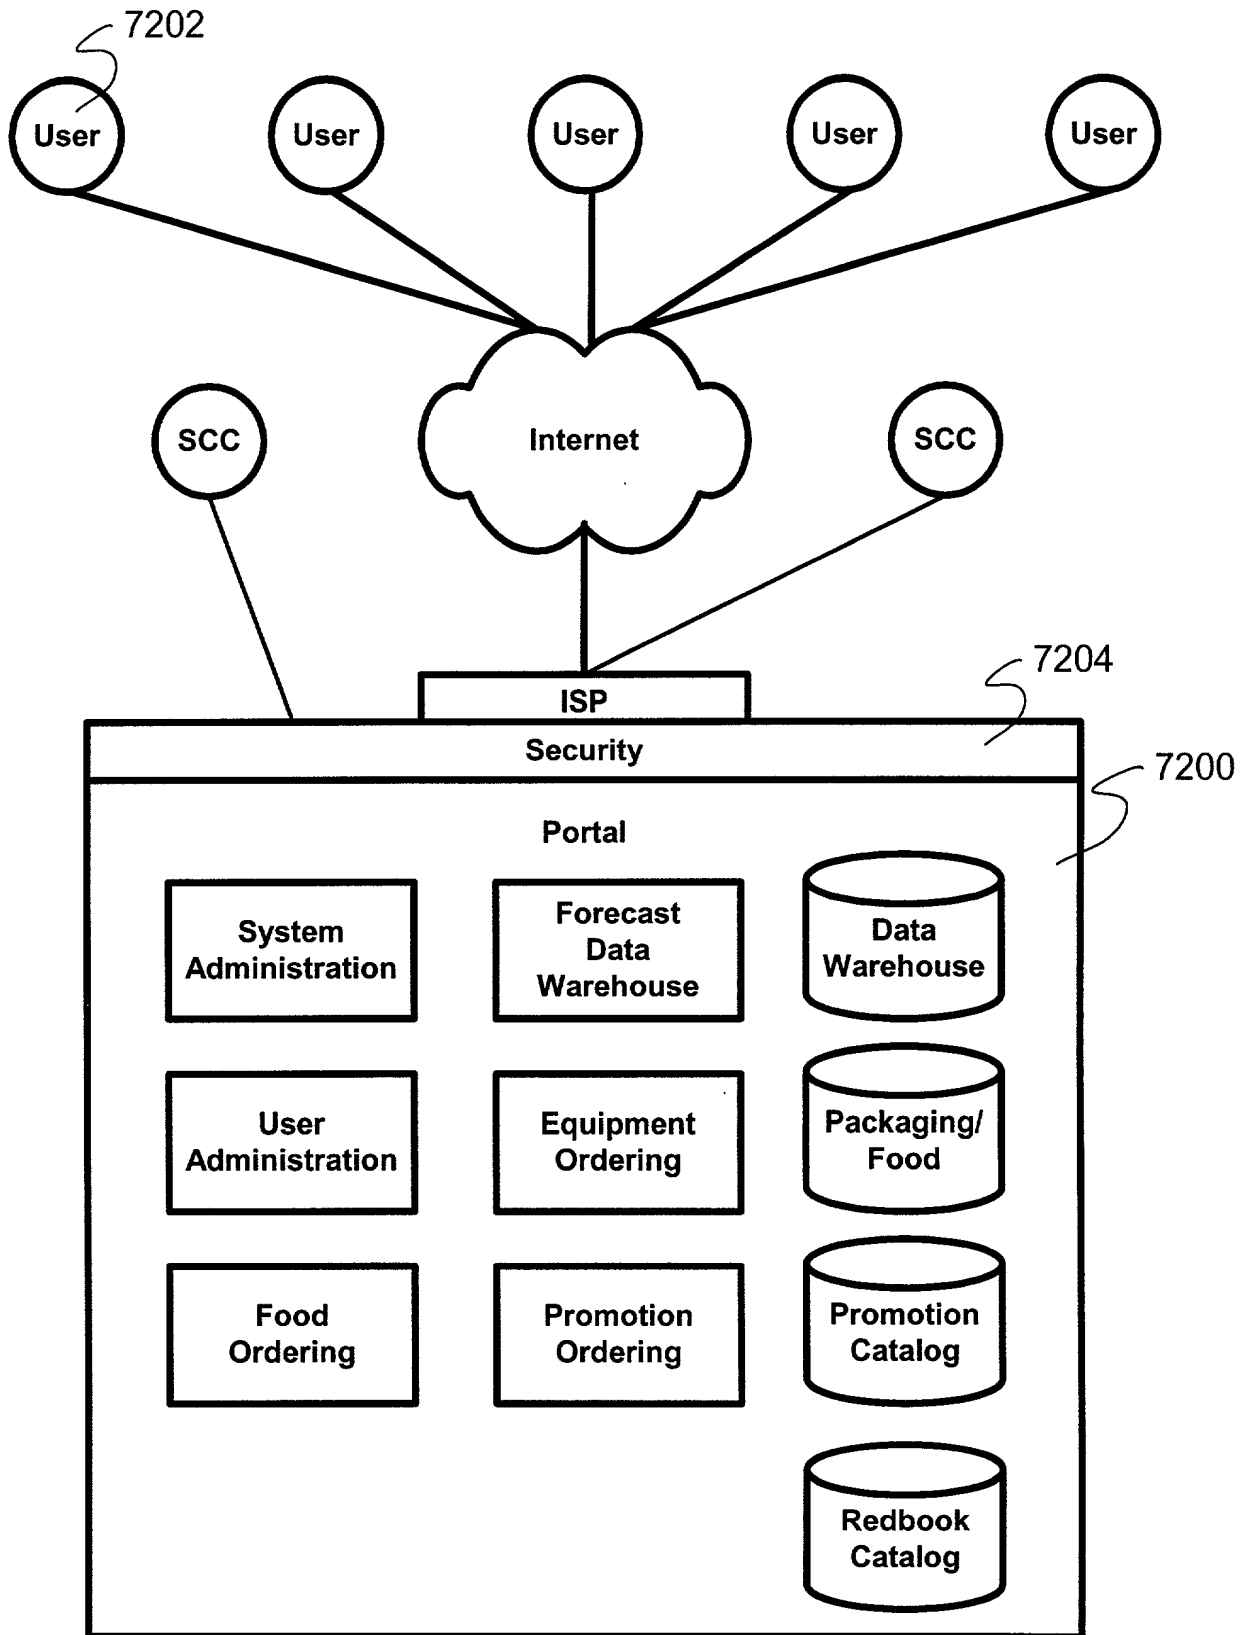 7202
User
User
User
User
User
SCC
Internet
SCC
7204
ISP
Security
7200
Portal
System
Administration
Forecast
Data
Warehouse
Data
Warehouse
User
Administration
Equipment
Ordering
Packaging/
Food
Food
Ordering
Promotion
Ordering
Promotion
Catalog
Redbook
Catalog